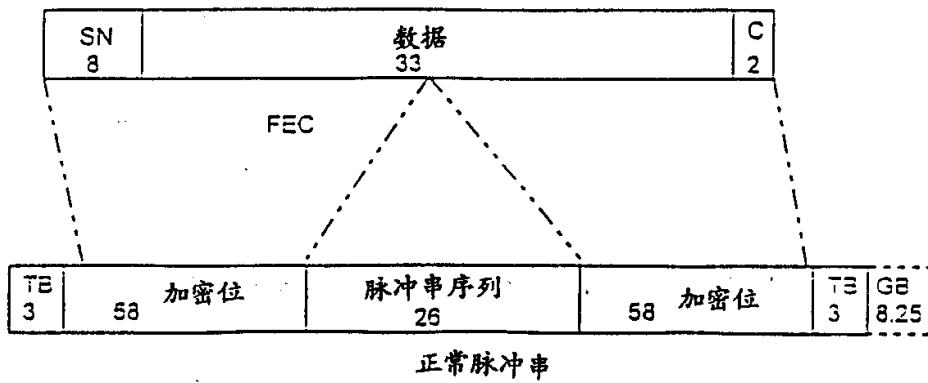 SN 数据 C
8 33 2
FEC
TB 加密位 脉冲串序列 加密位 TB GB
3 58 26 58 3 8.25
正常脉冲串